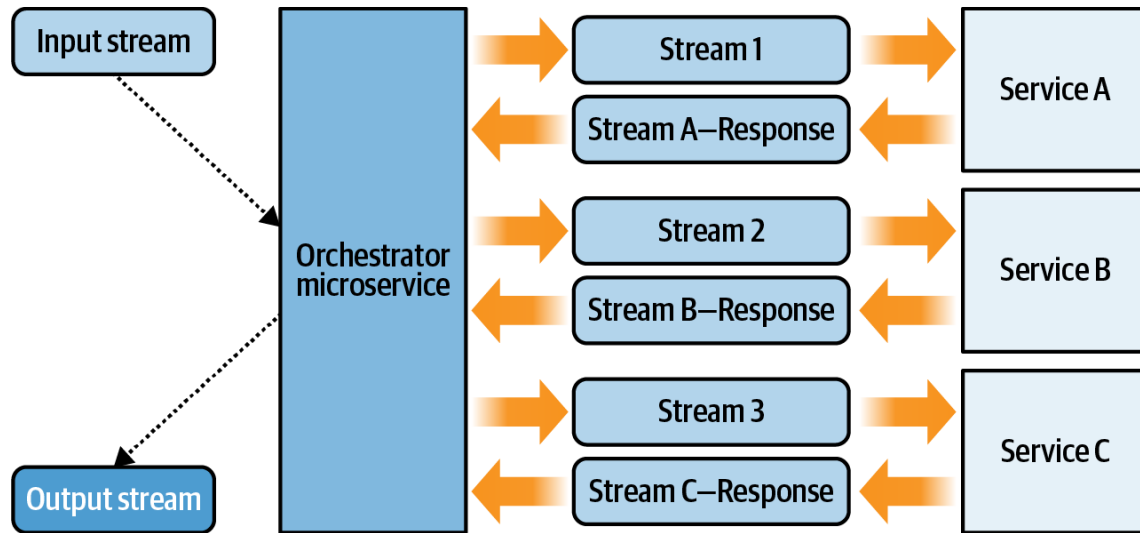 Input stream
Stream 1
Stream A—Response
Service A
Stream 2
Orchestrator
microservice
Stream B—Response
Service B
Stream 3
Stream C—Response
Service C
Output stream